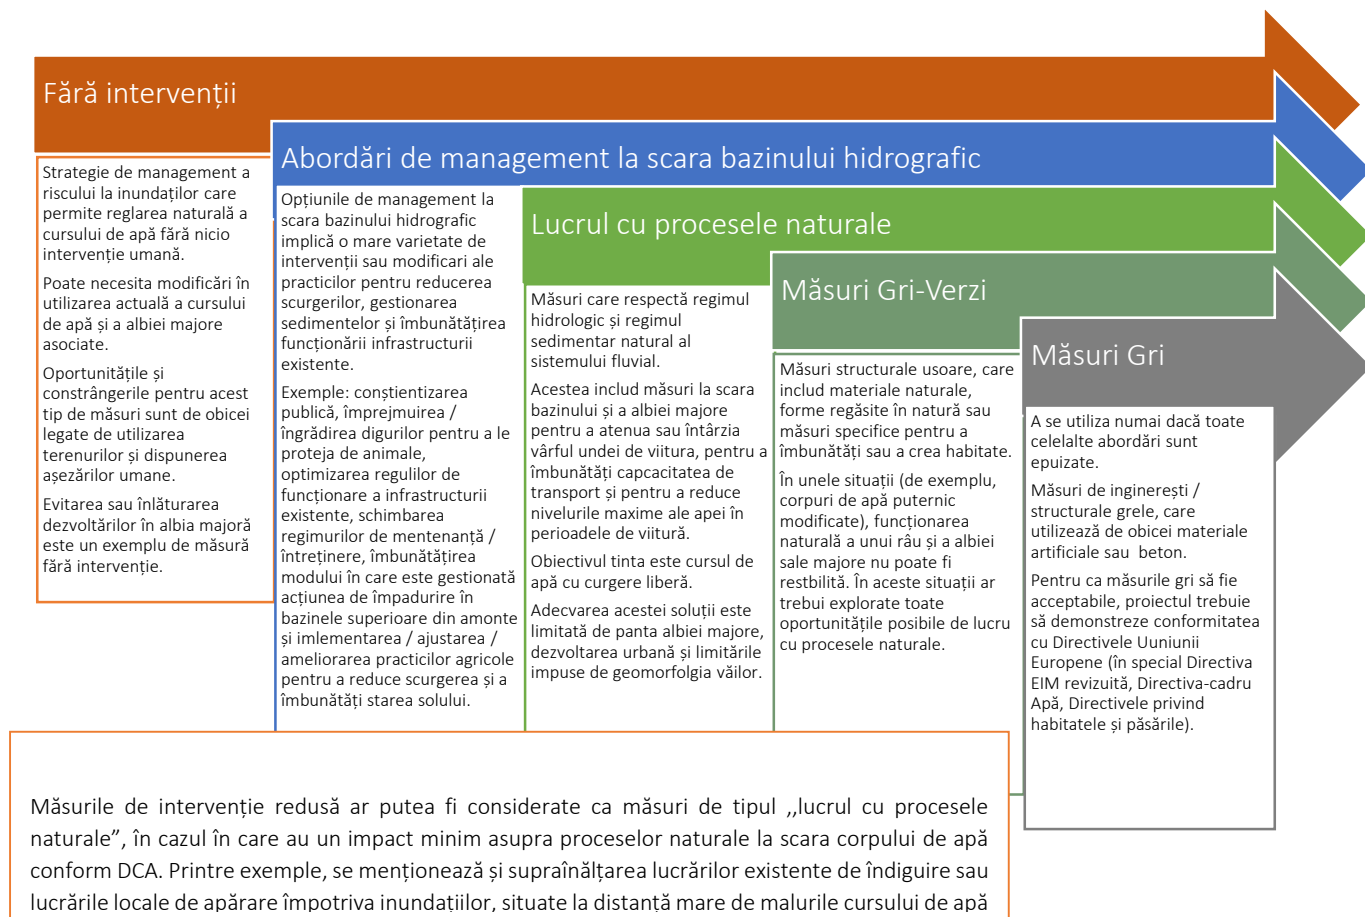 Fără intervenții
Strategie de management a
riscului la inundaților care
permite reglarea naturală a
cursului de apă fără nicio
intervenție umană.
Poate necesita modificări în
utilizarea actuală a cursului
de apă și a albiei majore
asociate.
Oportunitățile și
constrângerile pentru acest
tip de măsuri sunt de obicei
legate de utilizarea
terenurilor și dispunerea
așezărilor umane.
Evitarea sau înlăturarea
dezvoltărilor în albia majoră
este un exemplu de măsură
fără intervenție.
Abordări de management la scara bazinului hidrografic
Opțiunile de management la
scara bazinului hidrografic
implică o mare varietate de
intervenții sau modificari ale
practicilor pentru reducerea
scurgerilor, gestionarea
sedimentelor și îmbunătățirea
funcționării infrastructurii
existente.
Exemple: conștientizarea
publică, împrejmuirea /
îngrădirea digurilor pentru a le
proteja de animale,
optimizarea regulilor de
funcționare a infrastructurii
existente, schimbarea
regimurilor de mentenanță /
întreținere, îmbunătățirea
modului în care este gestionată
acțiunea de împadurire în
bazinele superioare din amonte
și imlementarea / ajustarea /
ameliorarea practicilor agricole
pentru a reduce scurgerea și a
îmbunătăți starea solului.
Lucrul cu procesele naturale
Măsuri care respectă regimul
hidrologic și regimul
sedimentar natural al
sistemului fluvial.
Acestea includ măsuri la scara
bazinului și a albiei majore
pentru a atenua sau întârzia
vârful undei de viitura, pentru a
îmbunătăți capcacitatea de
transport și pentru a reduce
nivelurile maxime ale apei în
perioadele de viitură.
Obiectivul tinta este cursul de
apă cu curgere liberă.
Adecvarea acestei soluții este
limitată de panta albiei majore,
dezvoltarea urbană și limitările
impuse de geomorfolgia văilor.
Măsuri Gri-Verzi
Măsuri structurale usoare, care
includ materiale naturale,
forme regăsite în natură sau
măsuri specifice pentru a
îmbunătăți sau a crea habitate.
În unele situații (de exemplu,
corpuri de apă puternic
modificate), funcționarea
naturală a unui râu și a albiei
sale majore nu poate fi
restbilită. În aceste situații ar
trebui explorate toate
oportunitățile posibile de lucru
cu procesele naturale.
Măsuri Gri
A se utiliza numai dacă toate
celelalte abordări sunt
epuizate.
Măsuri de inginerești /
structurale grele, care
utilizează de obicei materiale
artificiale sau beton.
Pentru ca măsurile gri să fie
acceptabile, proiectul trebuie
să demonstreze conformitatea
cu Directivele Uuniunii
Europene (în special Directiva
EIM revizuită, Directiva-cadru
Apă, Directivele privind
habitatele și păsările).
Măsurile de intervenție redusă ar putea fi considerate ca măsuri de tipul ,,lucrul cu procesele
naturale”, în cazul în care au un impact minim asupra proceselor naturale la scara corpului de apă
conform DCA. Printre exemple, se menționează și supraînălțarea lucrărilor existente de îndiguire sau
lucrările locale de apărare împotriva inundațiilor, situate la distanță mare de malurile cursului de apă